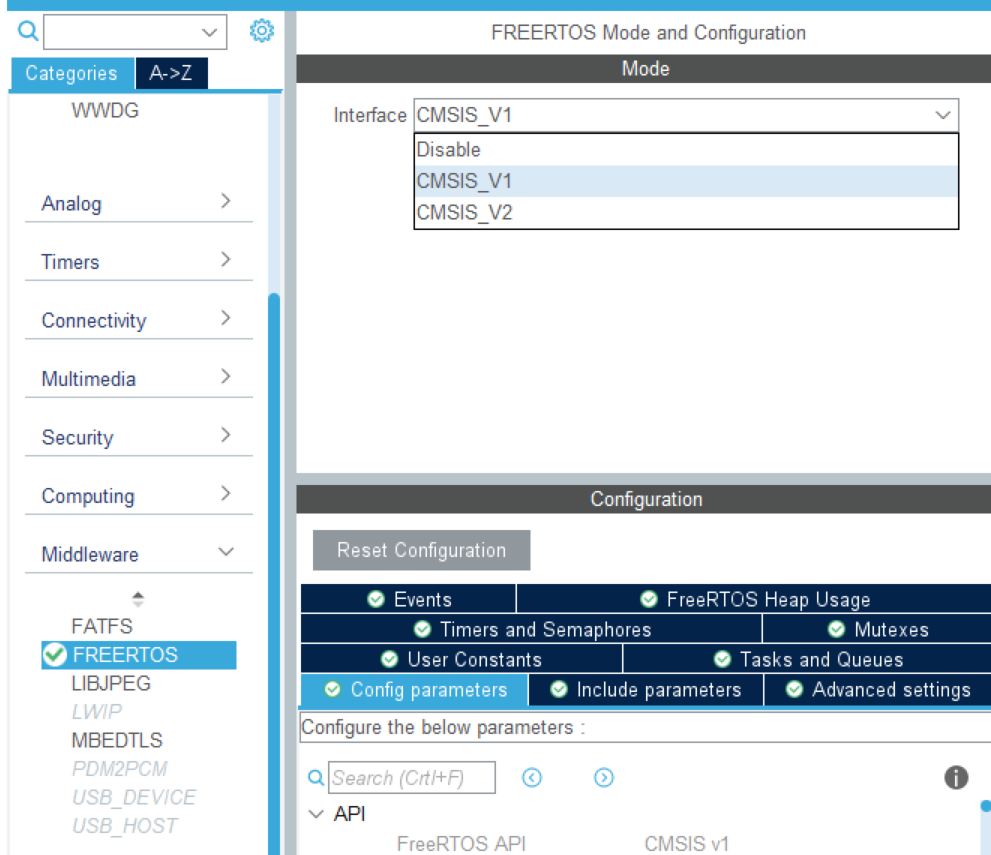 FREERTOS Mode and Configuration
Categories
A->Z
Mode
WWDG
Interface CMSIS_V1
Disable
CMSIS_V1
CMSIS_V2
Analog
Timers
Connectivity
Multimedia
Security
Computing
Middleware
FATFS
FREERTOS
LIBJPEG
LWIP
MBEDTLS
PDM2PCM
USB_DEVICE
USB_HOST
Configuration
Reset Configuration
Events
FreeRTOS Heap Usage
Timers and Semaphores
Mutexes
User Constants
Tasks and Queues
Config parameters
Include parameters
Advanced settings
Configure the below parameters :
Search (Crtl+F)
API
FreeRTOS API CMSIS v1